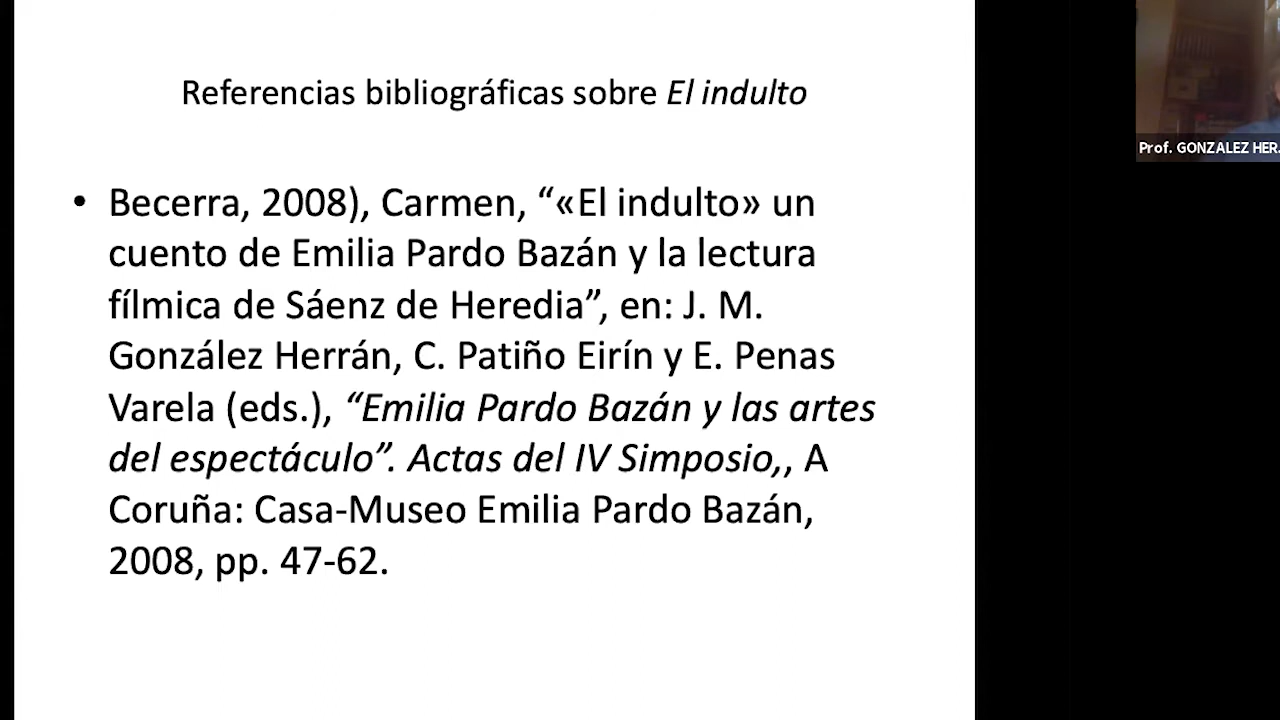 Referencias bibliográficas sobre El indulto
• Becerra, 2008), Carmen, “«El indulto» un
cuento de Emilia Pardo Bazán y la lectura
fílmica de Sáenz de Heredia”, en: J. M.
González Herrán, C. Patiño Eirín y E. Penas
Varela (eds.), “Emilia Pardo Bazán y las artes
del espectáculo”. Actas del IV Simposio,, A
Coruña: Casa-Museo Emilia Pardo Bazán,
2008, pp. 47-62.
Prof. GONZALEZ HER.